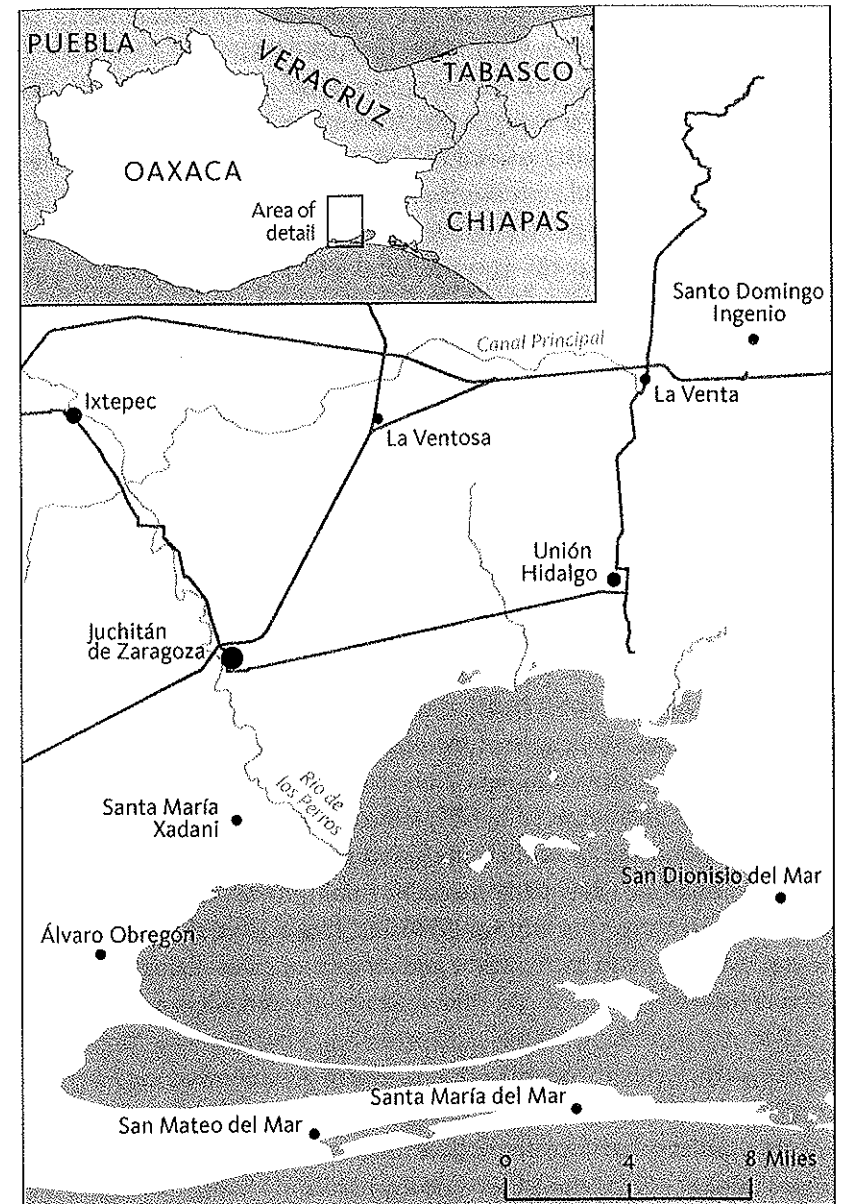 PUEBLA
VERACRUZ
TABASCO
OAXACA
Area of
detail
CHIAPAS
Santo Domingo
Ingenio
Canal Principal
Ixtepec
La Venta
La Ventosa
Unión
Hidalgo
Juchitán
de Zaragoza
Rio de
los Perros
Santa María
Xadani
San Dionisio del Mar
Álvaro Obregón
Santa María del Mar
San Mateo del Mar
0 4 8 Miles